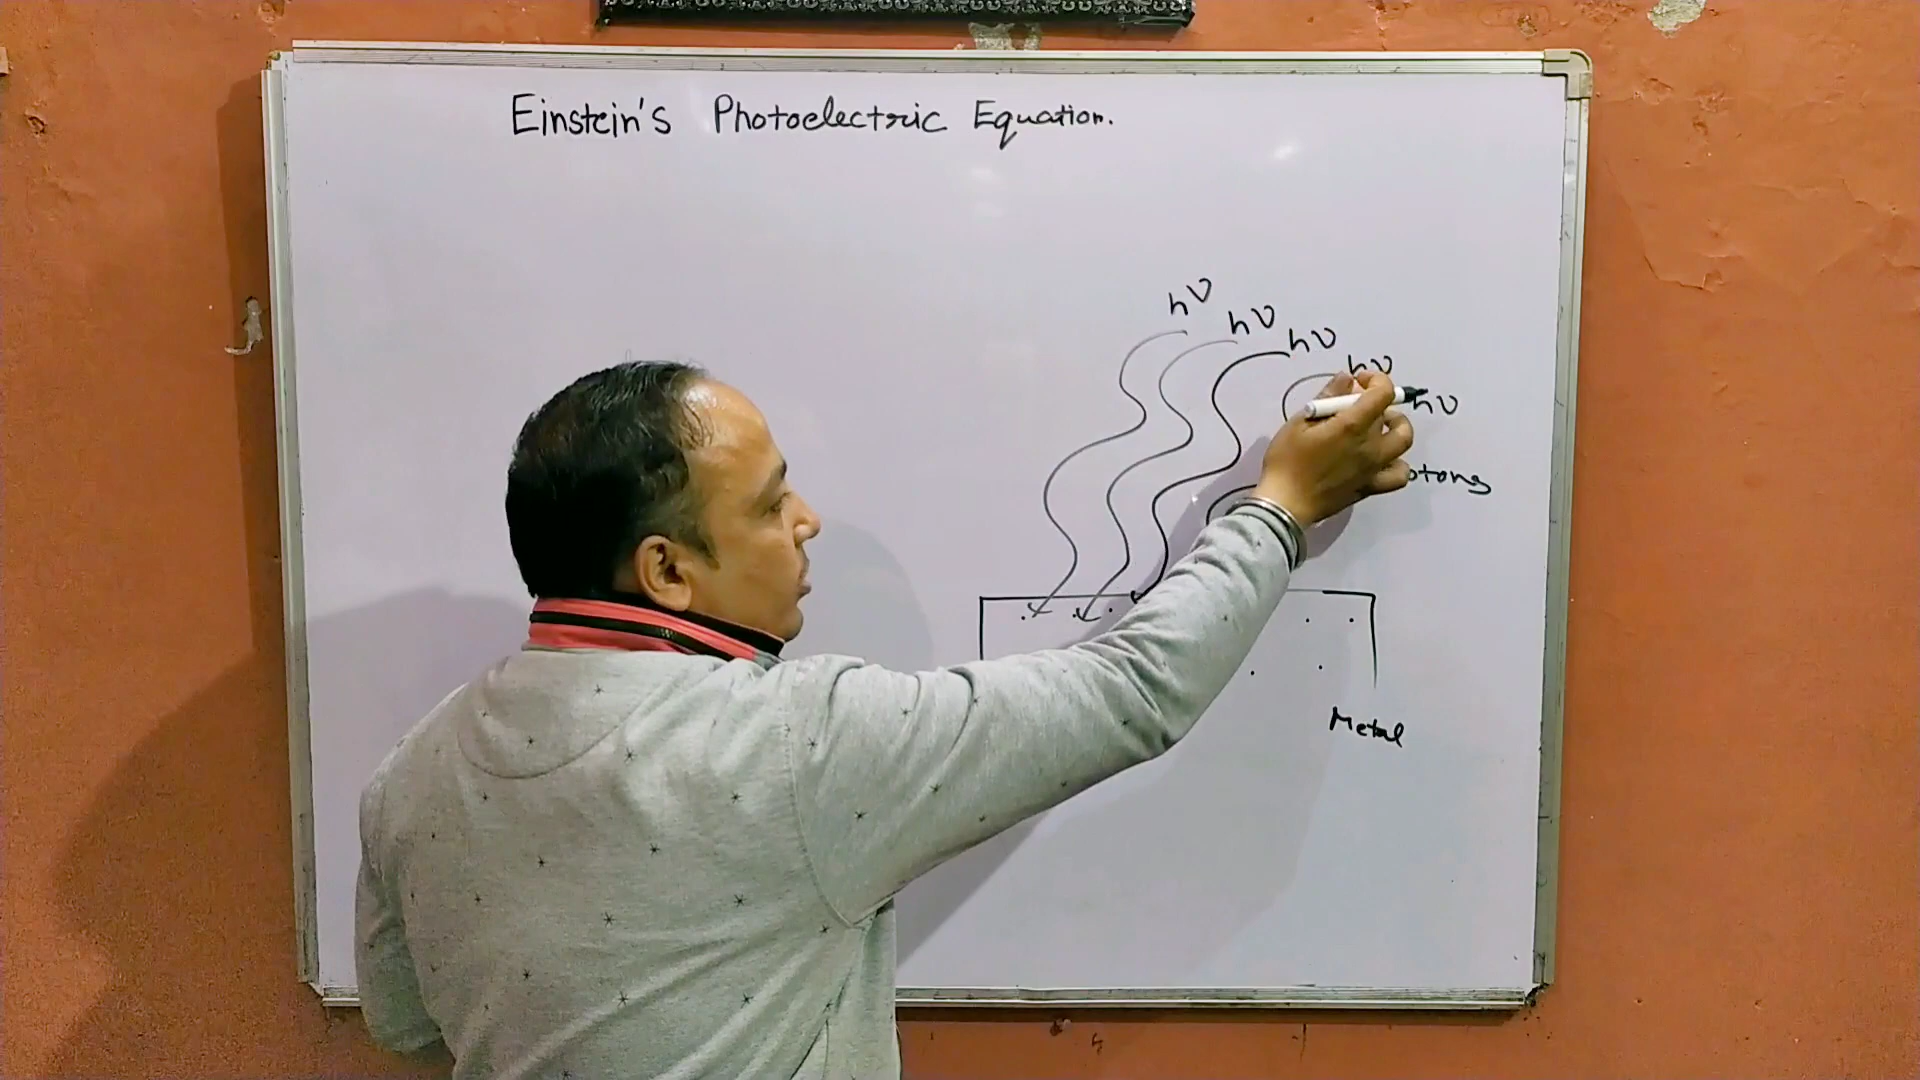 Einstein's Photoelectric Equation.
hν
hν
hν
hν
hν
Metal